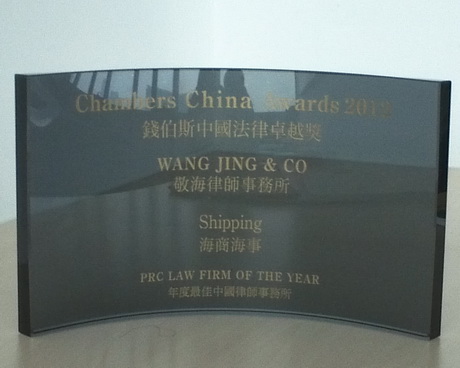 Chambers China Awards
錢伯斯中國法律卓越獎
WANG JING & CO
敬海律師事務所
Shipping
海商海事
PRC LAW FIRM OF THE YEAR
年度最佳中國律師事務所